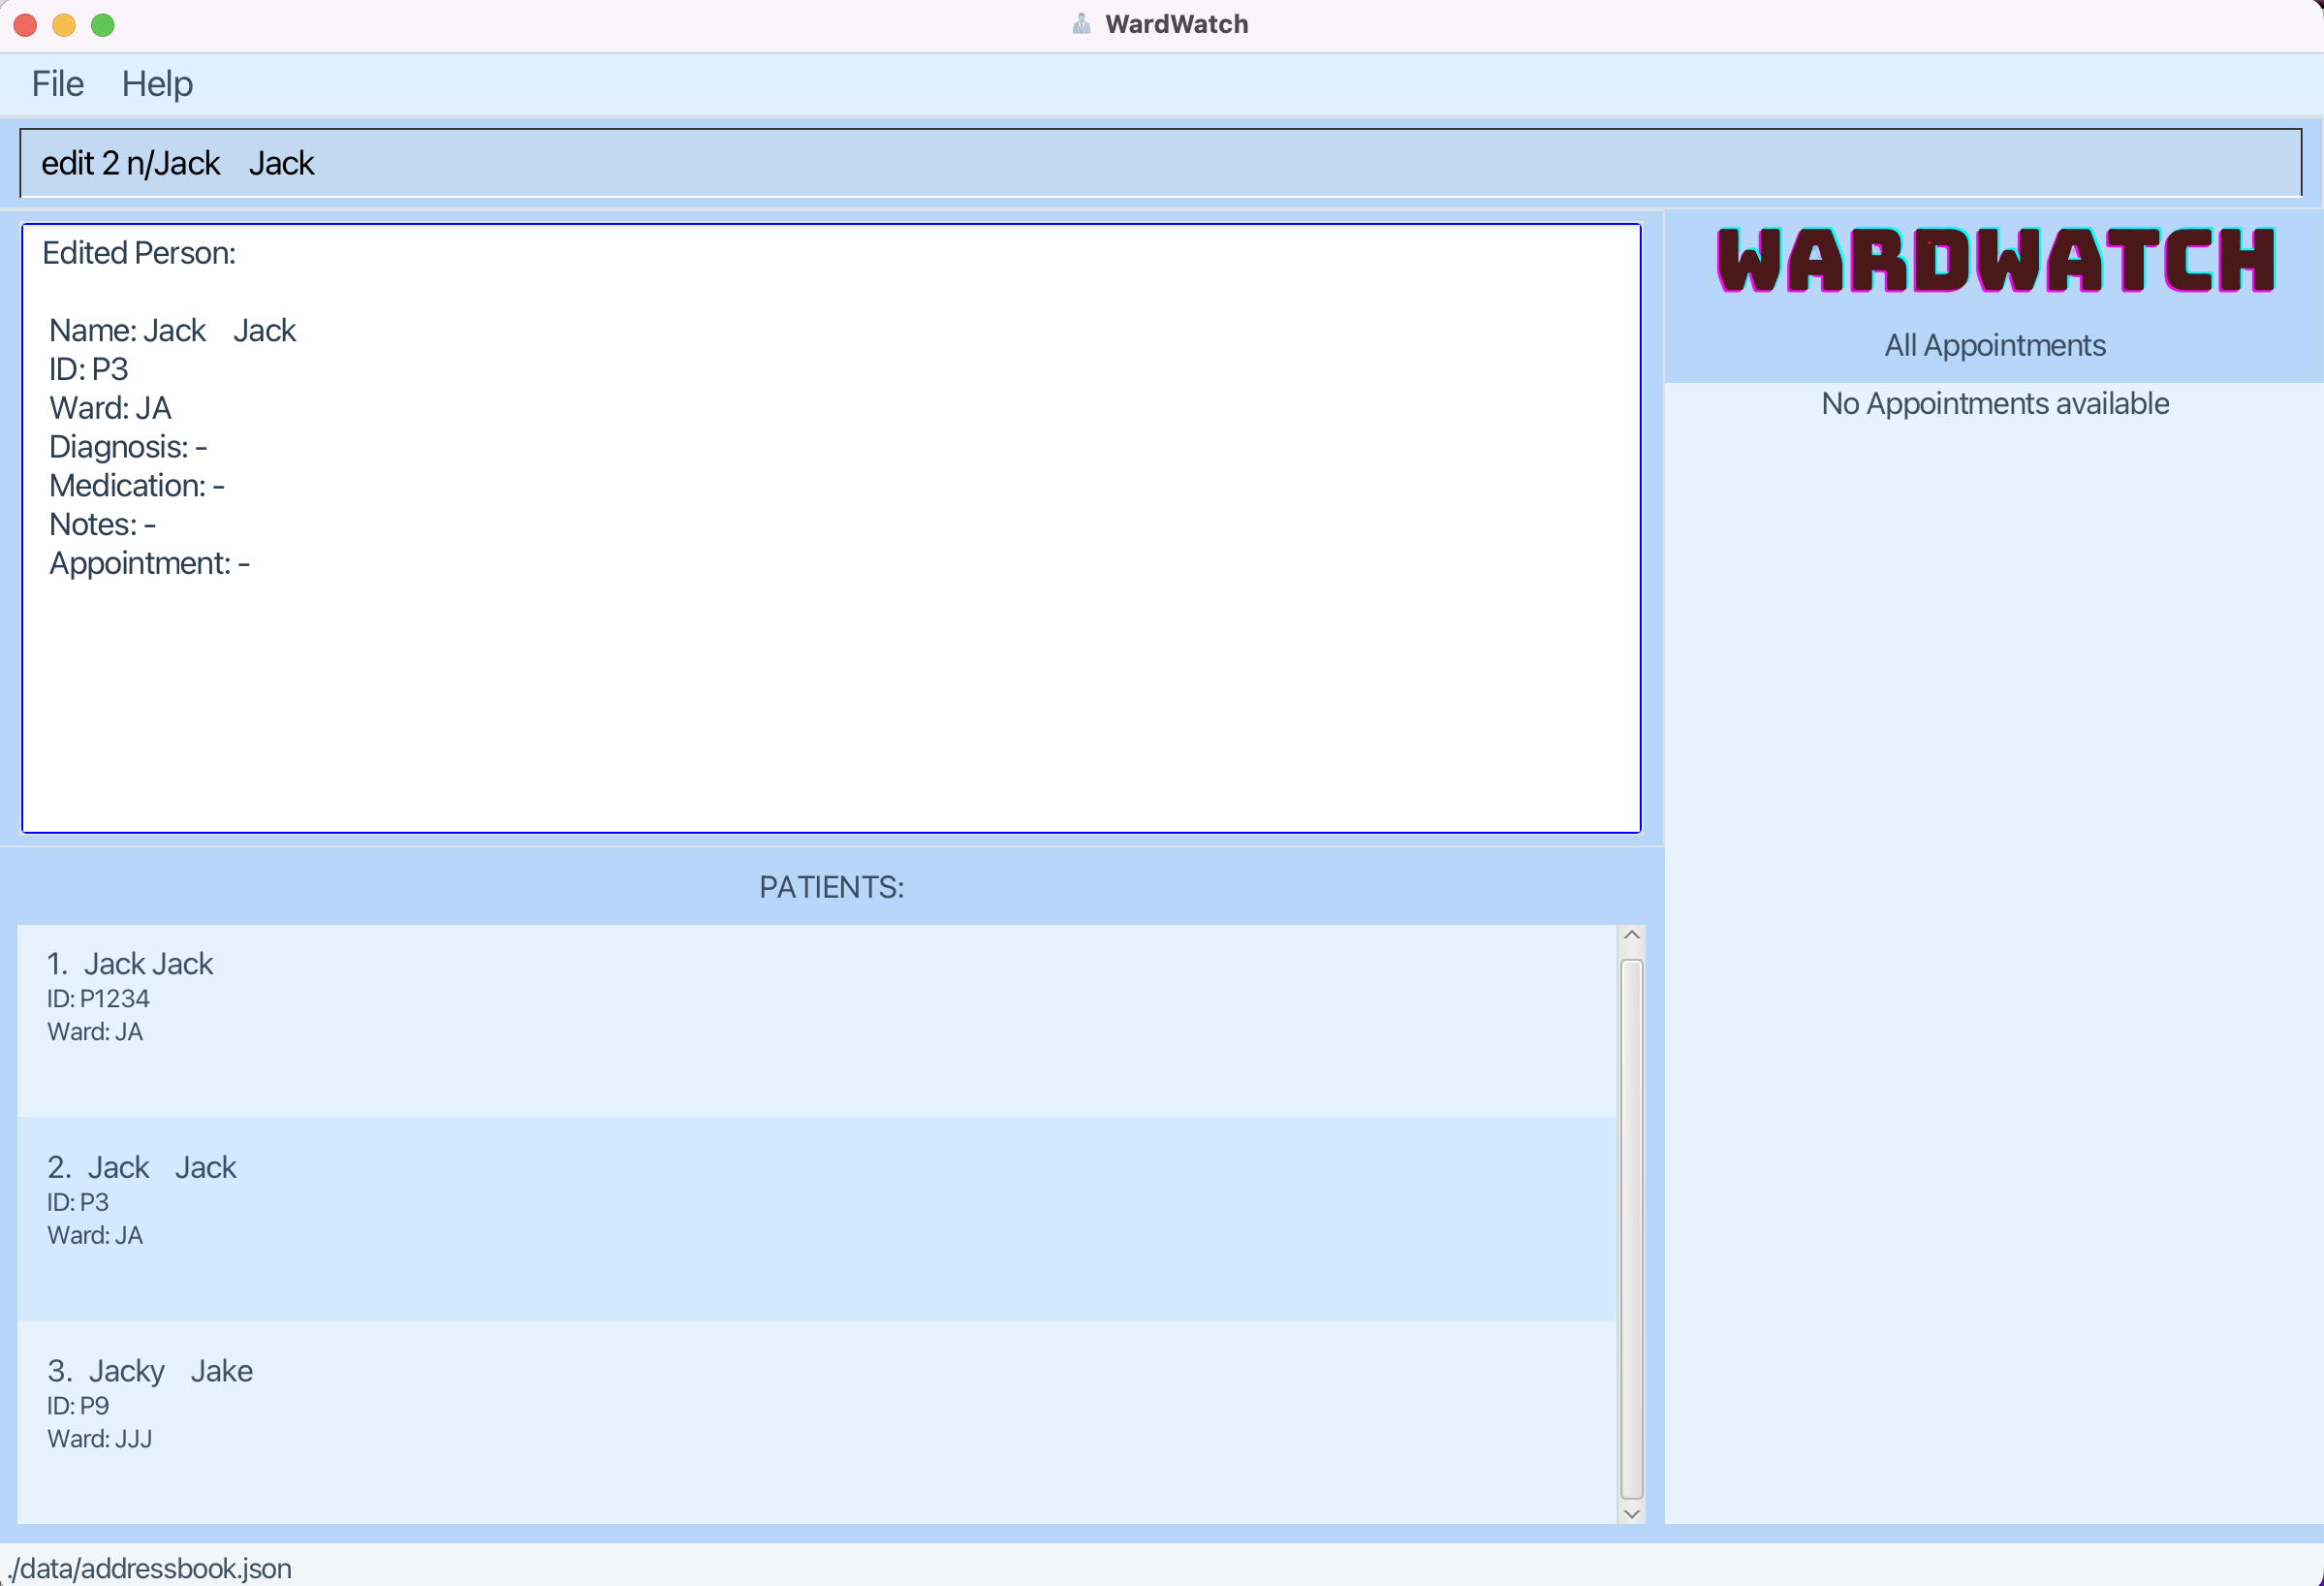 WardWatch
File Help
edit 2 n/Jack    Jack
Edited Person:
Name: Jack    Jack
ID: P3
Ward: JA
Diagnosis: -
Medication: -
Notes: -
Appointment: -
WARDWATCH
All Appointments
No Appointments available
PATIENTS:
1. Jack Jack
ID: P1234
Ward: JA
2. Jack    Jack
ID: P3
Ward: JA
3. Jacky    Jake
ID: P9
Ward: JJJ
./data/addressbook.json